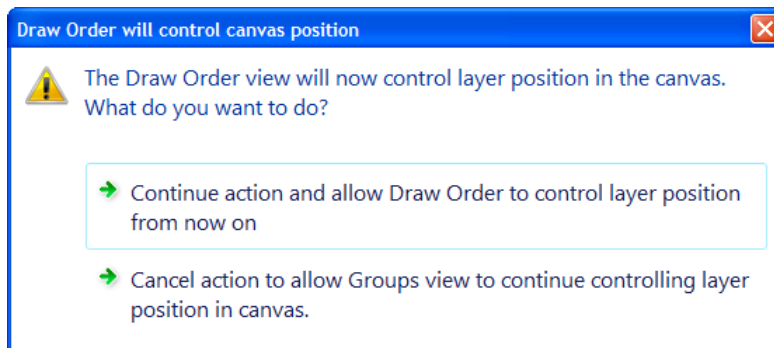 Draw Order will control canvas position
The Draw Order view will now control layer position in the canvas.
What do you want to do?
Continue action and allow Draw Order to control layer position
from now on
Cancel action to allow Groups view to continue controlling layer
position in canvas.